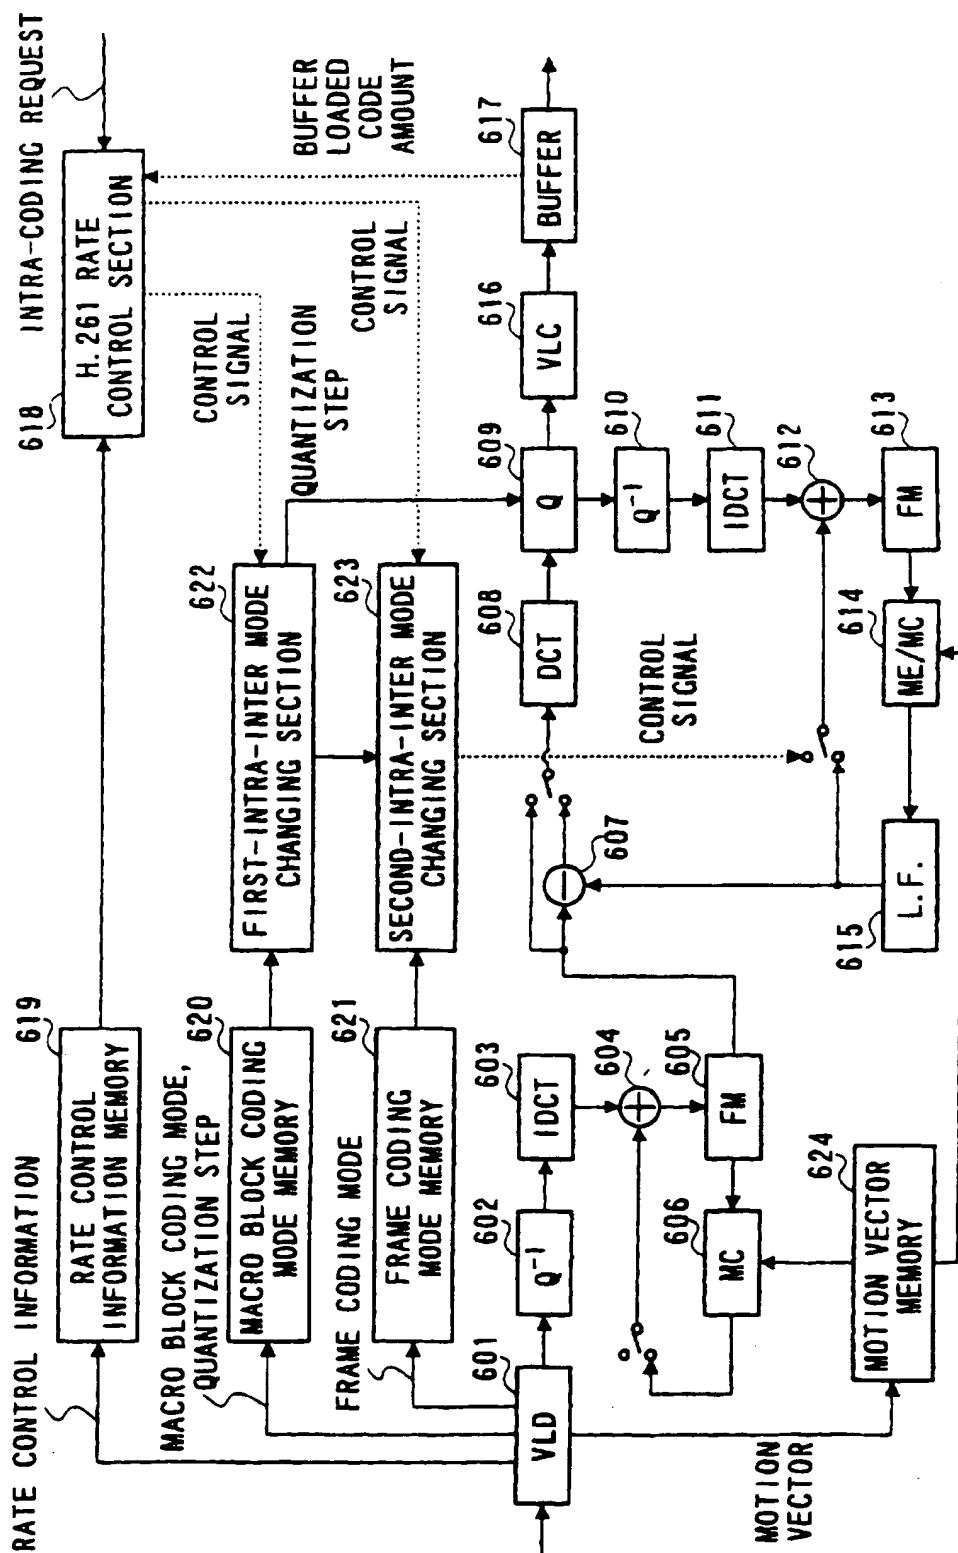 RATE CONTROL INFORMATION
619
RATE CONTROL
INFORMATION MEMORY
618
H.261 RATE
CONTROL SECTION
INTRA-CODING REQUEST
MACRO BLOCK CODING MODE,
QUANTIZATION STEP
620
MACRO BLOCK CODING
MODE MEMORY
622
FIRST-INTRA-INTER MODE
CHANGING SECTION
CONTROL
SIGNAL
QUANTIZATION
STEP
BUFFER
LOADED
CODE
AMOUNT
FRAME CODING MODE
621
FRAME CODING
MODE MEMORY
623
SECOND-INTRA-INTER MODE
CHANGING SECTION
CONTROL
SIGNAL
601
VLD
602
Q-1
603
IDCT
604
605
FM
606
MC
607
608
DCT
609
Q
616
VLC
617
BUFFER
610
Q-1
611
IDCT
612
613
FM
614
ME/MC
615
L.F.
CONTROL
SIGNAL
MOTION
VECTOR
624
MOTION VECTOR
MEMORY